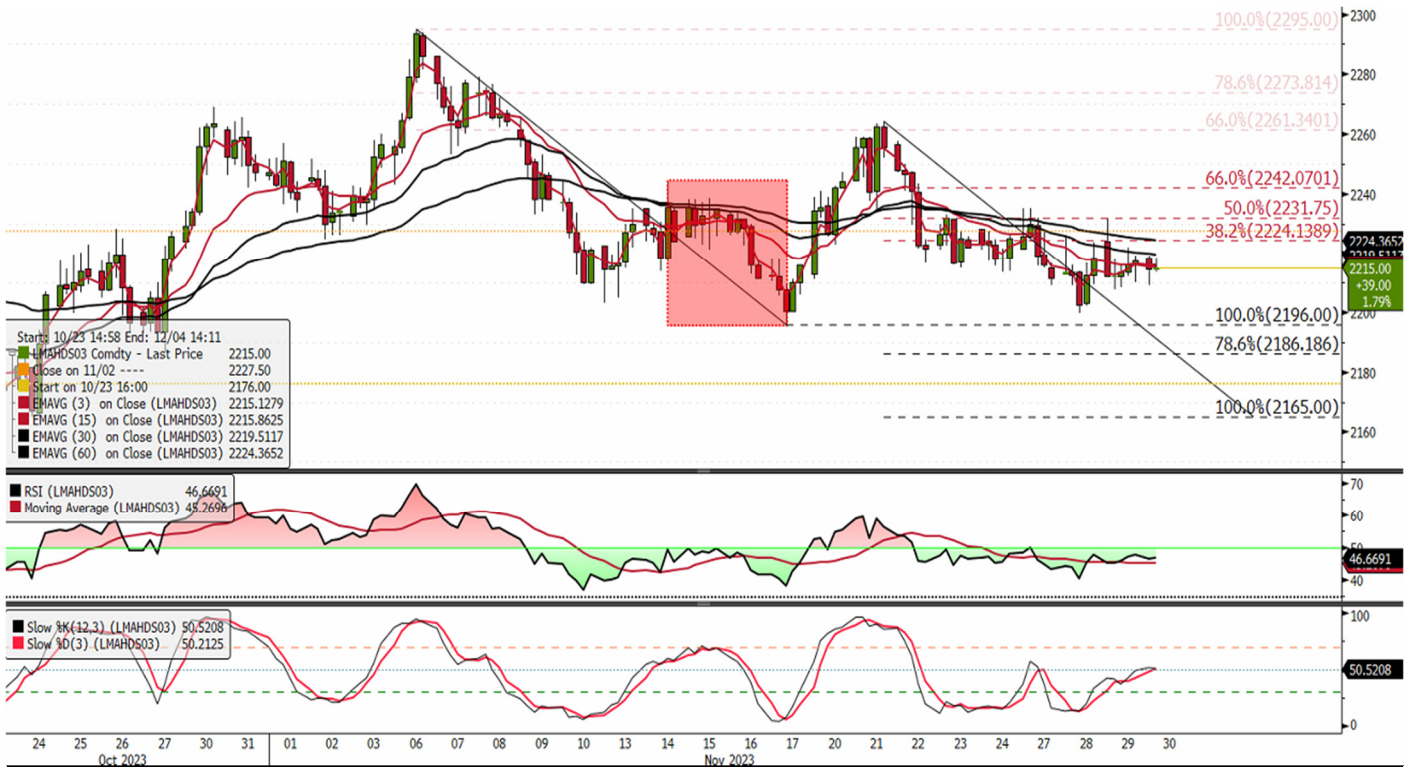 100.0%(2295.00)
78.6%(2273.814)
66.0%(2261.3401)
66.0%(2242.0701)
50.0%(2231.75)
38.2%(2224.1389)
100.0%(2196.00)
78.6%(2186.186)
100.0%(2165.00)
2300
2280
2260
2240
2224.3652
2219.5117
2215.00
+39.00
1.79%
2200
2180
2160
Start: 10/23 14:58 End: 12/04 14:11
LMAHDS03 Comdty - Last Price 2215.00
Close on 11/02 ---- 2227.50
Start on 10/23 16:00 2176.00
EMAVG (3) on Close (LMAHDS03) 2215.1279
EMAVG (15) on Close (LMAHDS03) 2215.8625
EMAVG (30) on Close (LMAHDS03) 2219.5117
EMAVG (60) on Close (LMAHDS03) 2224.3652
RSI (LMAHDS03) 46.6691
Moving Average (LMAHDS03) 45.2696
70
60
50
46.6691
40
Slow %K(12,3) (LMAHDS03) 50.5208
Slow %D(3) (LMAHDS03) 50.2125
100
50.5208
0
24 25 26 27 30 31 01 02 03 06 07 08 09 10 13 14 15 16 17 20 21 22 23 24 27 28 29 30
Oct 2023 Nov 2023